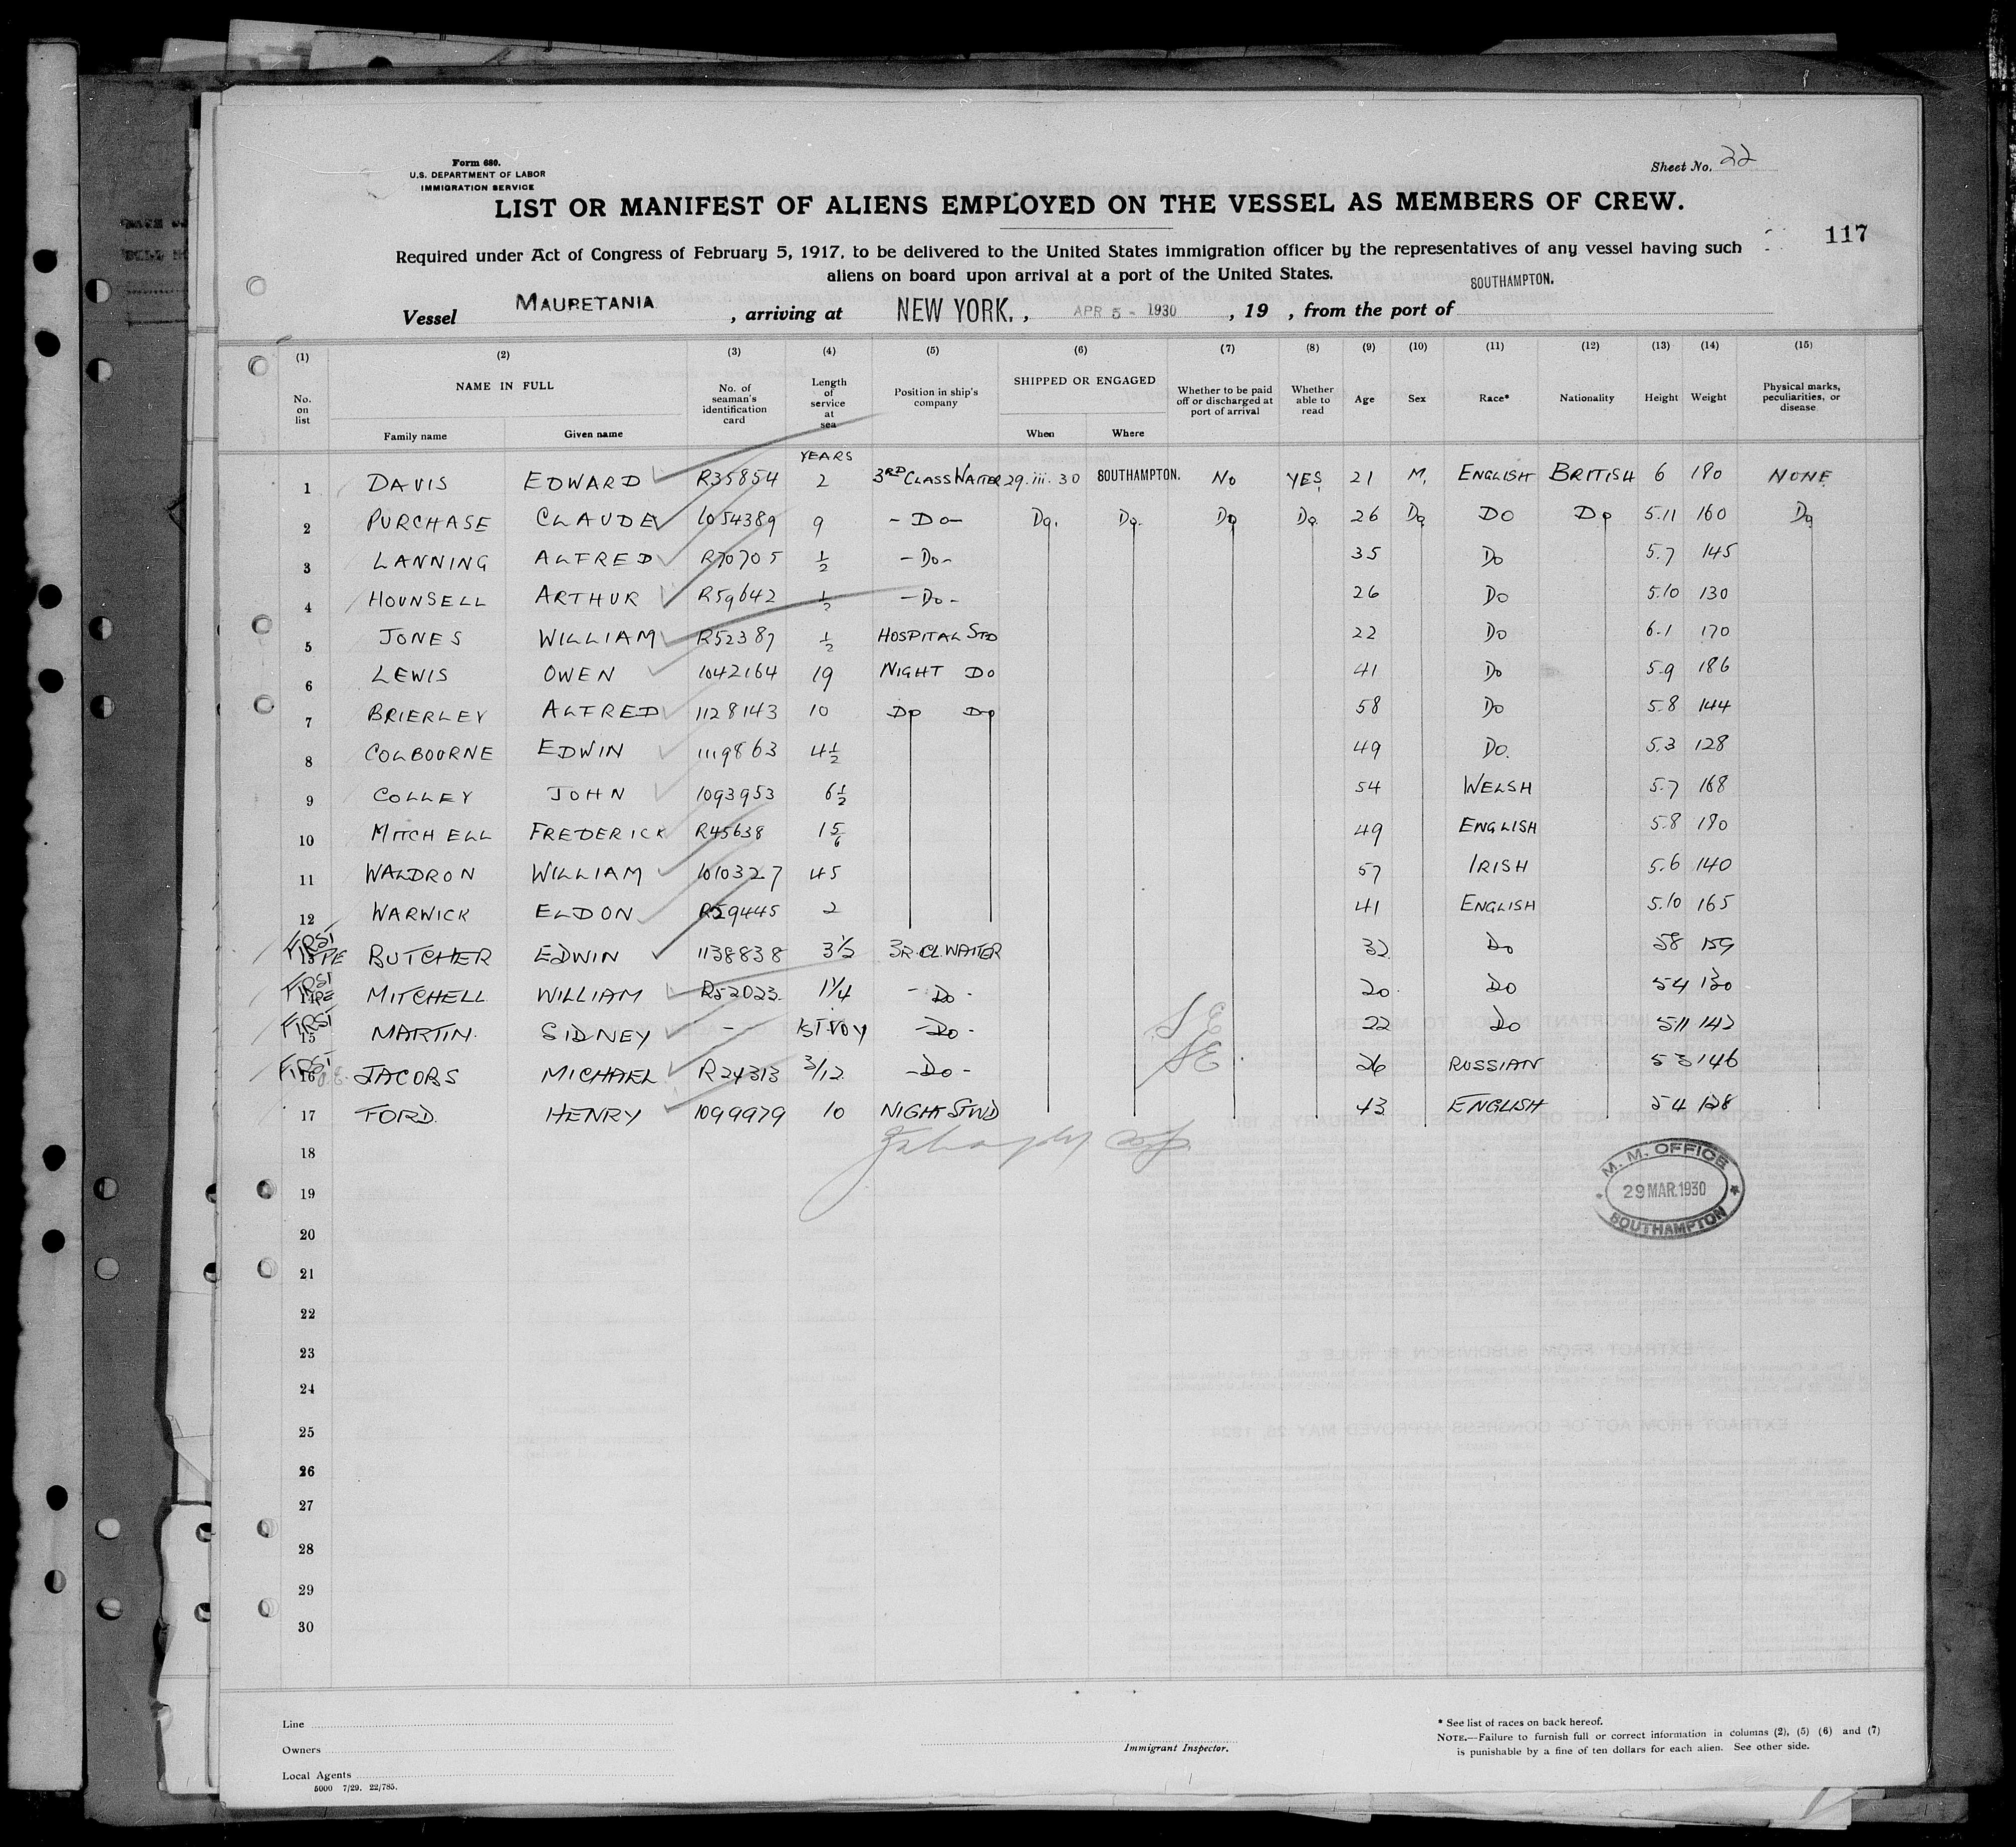 Form 680.
U.S. DEPARTMENT OF LABOR
IMMIGRATION SERVICE
Sheet No. 22
LIST OR MANIFEST OF ALIENS EMPLOYED ON THE VESSEL AS MEMBERS OF CREW.
117
Required under Act of Congress of February 5, 1917, to be delivered to the United States immigration officer by the representatives of any vessel having such
aliens on board upon arrival at a port of the United States.
Vessel MAURETANIA, arriving at NEW YORK., APR 5 - 1930, 19 , from the port of SOUTHAMPTON.
(1) (2) (3) (4) (5) (6) (7) (8) (9) (10) (11) (12) (13) (14) (15)
No. on list NAME IN FULL Family name Given name No. of seaman's identification card Length of service at sea Position in ship's company SHIPPED OR ENGAGED When Where Whether to be paid off or discharged at port of arrival Whether able to read Age Sex Race* Nationality Height Weight Physical marks, peculiarities, or disease
YEARS
1 DAVIS EDWARD R35854 2 3RD CLASS WAITER 29.iii.30 SOUTHAMPTON. NO YES 21 M. ENGLISH BRITISH 6 190 NONE
2 PURCHASE CLAUDE 1054389 9 - DO - DO. DO. DO DO. 26 DO DO DO 5.11 160 DO
3 LANNING ALFRED R70705 1/2 - DO - 35 DO 5.7 145
4 HOUNSELL ARTHUR R59642 1/2 - DO - 26 DO 5.10 130
5 JONES WILLIAM R52387 1/2 HOSPITAL STD 22 DO 6.1 170
6 LEWIS OWEN 1042164 19 NIGHT DO 41 DO 5.9 186
7 BRIERLEY ALFRED 1128143 10 DO DO 58 DO 5.8 144
8 COLBOURNE EDWIN 1119863 4 1/2 49 DO. 5.3 128
9 COLLEY JOHN 1093953 6 1/2 54 WELSH 5.7 168
10 MITCHELL FREDERICK R45638 1 5/6 49 ENGLISH 5.8 190
11 WALDRON WILLIAM 1010327 45 57 IRISH 5.6 140
12 WARWICK ELDON R29445 2 41 ENGLISH 5.10 165
FIRST 13 PE BUTCHER EDWIN 1138838 3 1/2 3R.CL.WAITER 32 DO 58 159
FIRST 14 PE MITCHELL WILLIAM R52023. 1 1/4 - DO - 20 DO 54 130
FIRST 15 MARTIN. SIDNEY - - 1ST VOY - DO - 22 DO 511 142
FIRST 16 JACOBS MICHAEL R24313 3/12 - DO - 26 RUSSIAN 53 146
17 FORD. HENRY 1099979 10 NIGHT STWD 43 ENGLISH 54 128
18
M.M. OFFICE
29 MAR. 1930
SOUTHAMPTON
19
20
21
22
23
24
25
26
27
28
29
30
Line
Owners
Local Agents
5000 7/29. 22/785.
Immigrant Inspector.
* See list of races on back hereof.
NOTE.—Failure to furnish full or correct information in columns (2), (5) (6) and (7)
is punishable by a fine of ten dollars for each alien. See other side.